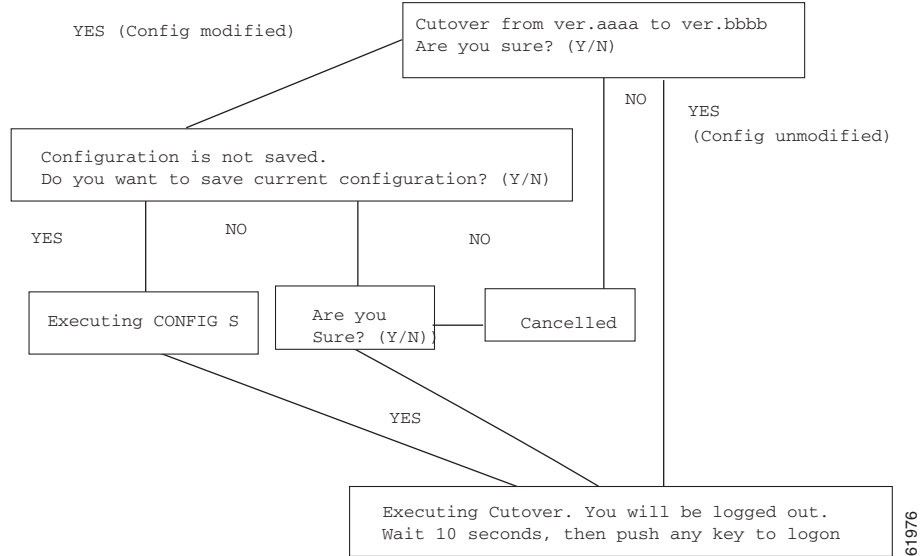 YES (Config modified)
Cutover from ver.aaaa to ver.bbbb
Are you sure? (Y/N)
NO
YES
(Config unmodified)
Configuration is not saved.
Do you want to save current configuration? (Y/N)
YES
NO
NO
Executing CONFIG S
Are you
Sure? (Y/N))
Cancelled
YES
Executing Cutover. You will be logged out.
Wait 10 seconds, then push any key to logon
61976